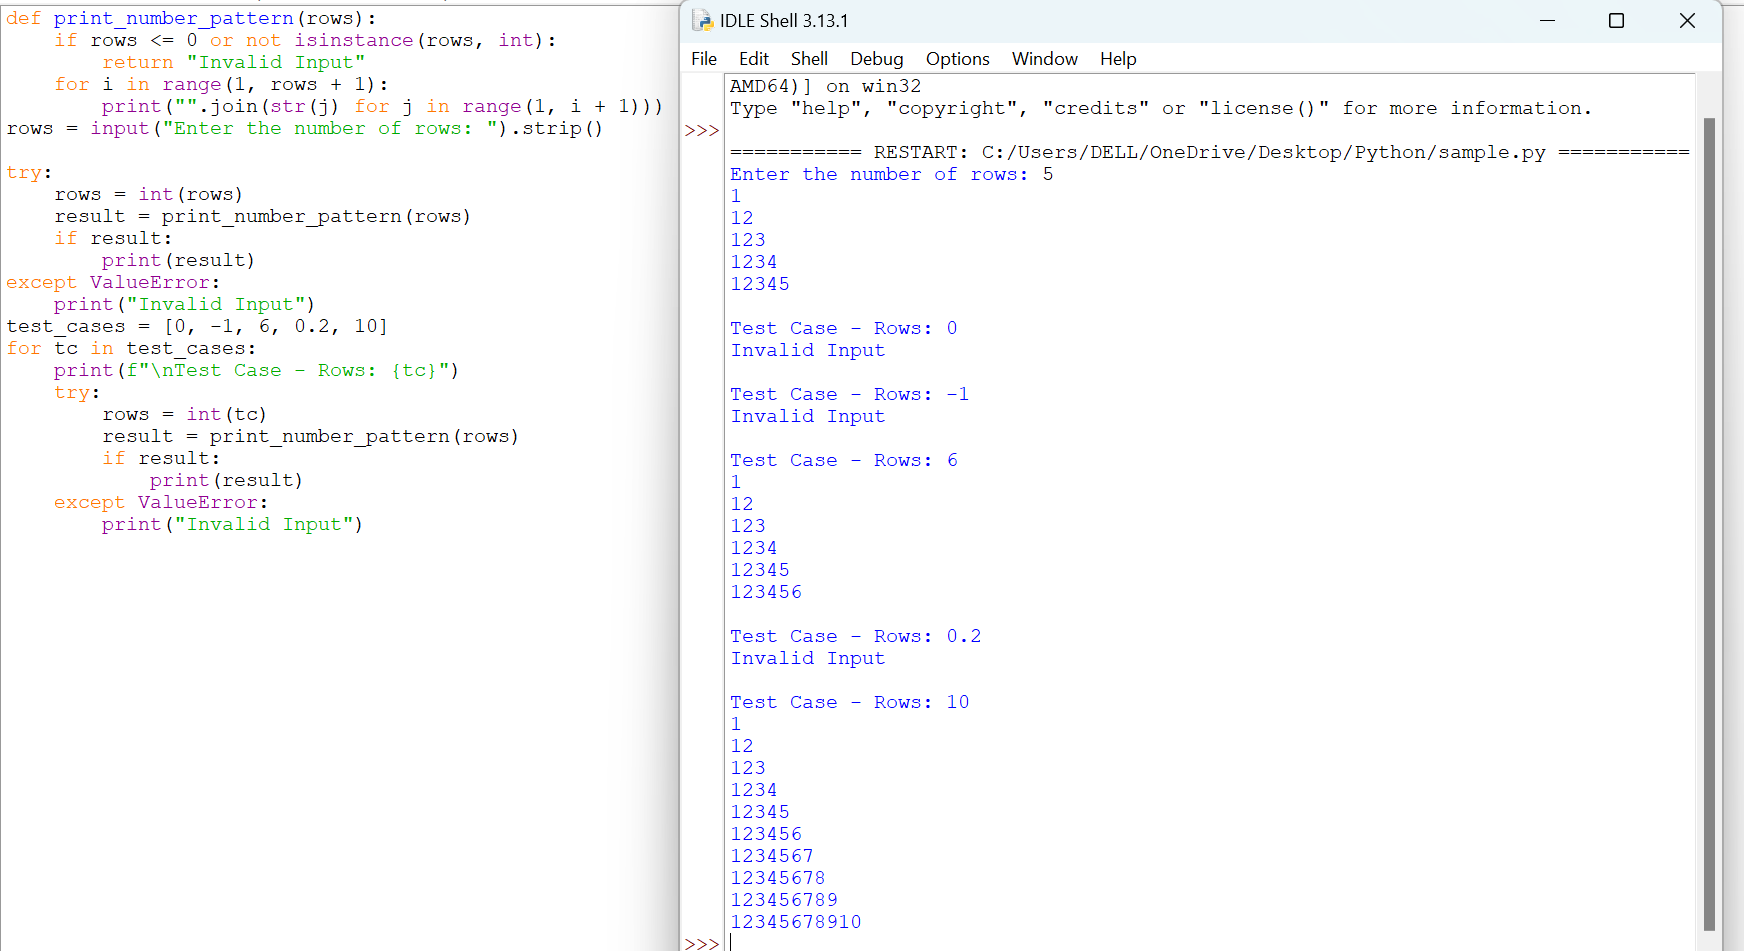 def print_number_pattern(rows):
    if rows <= 0 or not isinstance(rows, int):
        return "Invalid Input"
    for i in range(1, rows + 1):
        print("".join(str(j) for j in range(1, i + 1)))
rows = input("Enter the number of rows: ").strip()

try:
    rows = int(rows)
    result = print_number_pattern(rows)
    if result:
        print(result)
except ValueError:
    print("Invalid Input")
test_cases = [0, -1, 6, 0.2, 10]
for tc in test_cases:
    print(f"\nTest Case - Rows: {tc}")
    try:
        rows = int(tc)
        result = print_number_pattern(rows)
        if result:
            print(result)
    except ValueError:
        print("Invalid Input")
IDLE Shell 3.13.1
File Edit Shell Debug Options Window Help
AMD64)] on win32
Type "help", "copyright", "credits" or "license()" for more information.
>>>
=========== RESTART: C:/Users/DELL/OneDrive/Desktop/Python/sample.py ===========
Enter the number of rows: 5
1
12
123
1234
12345

Test Case - Rows: 0
Invalid Input

Test Case - Rows: -1
Invalid Input

Test Case - Rows: 6
1
12
123
1234
12345
123456

Test Case - Rows: 0.2
Invalid Input

Test Case - Rows: 10
1
12
123
1234
12345
123456
1234567
12345678
123456789
12345678910
>>>